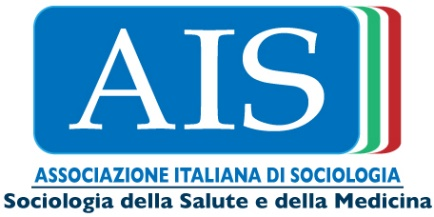 AIS
ASSOCIAZIONE ITALIANA DI SOCIOLOGIA
Sociologia della Salute e della Medicina